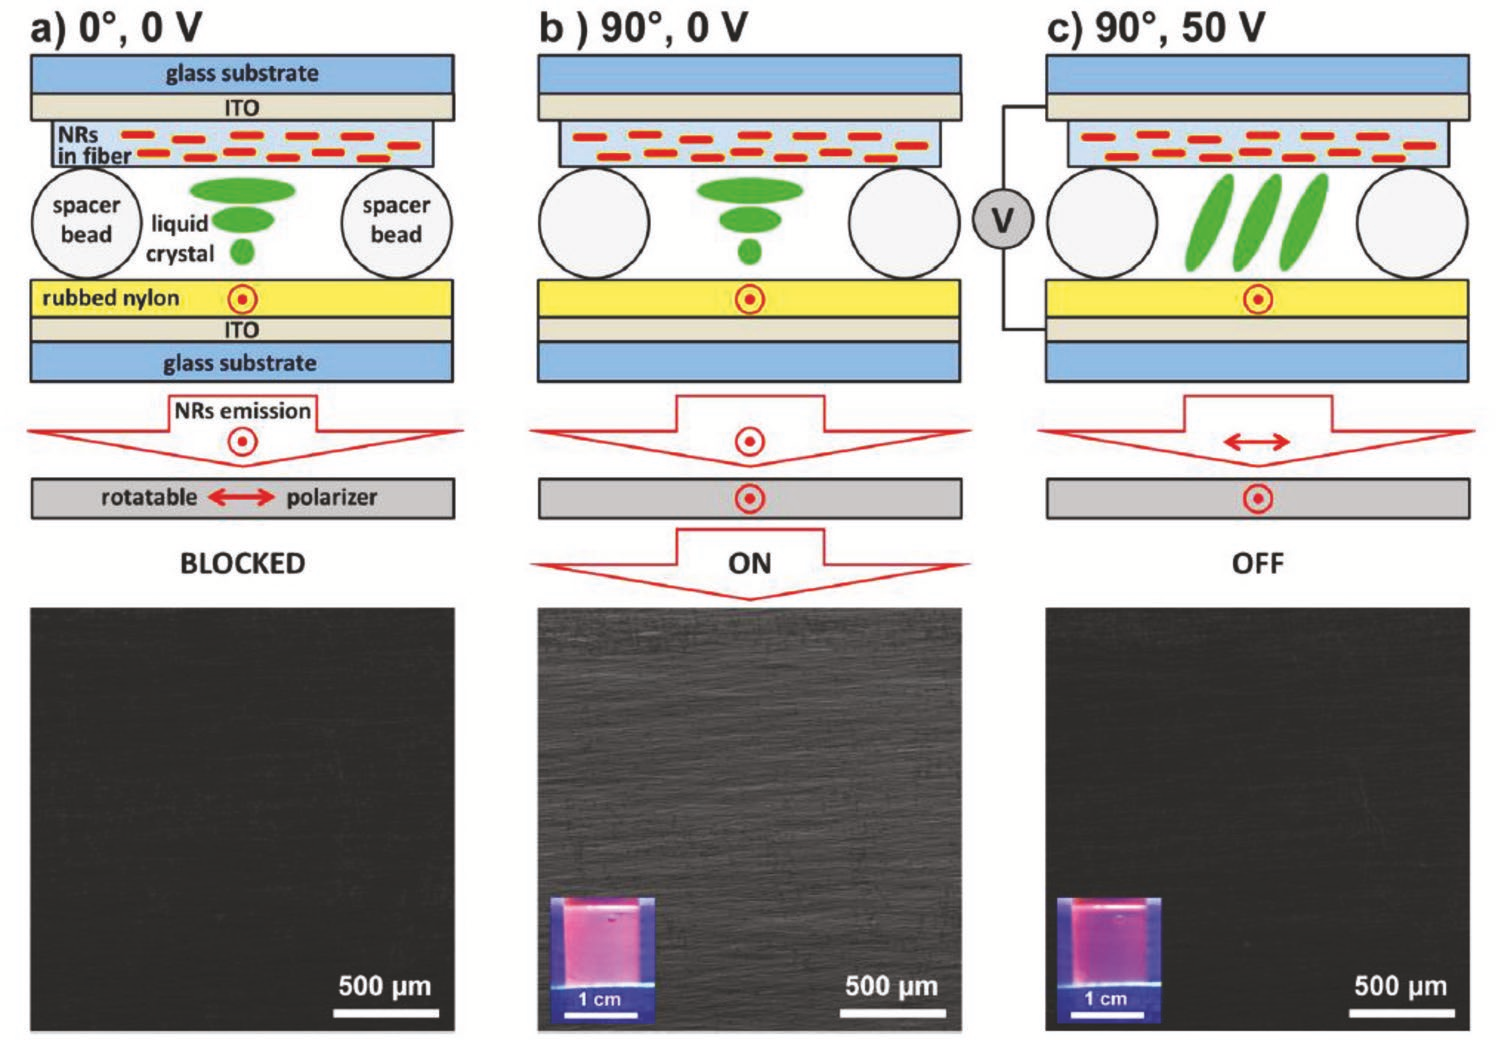 a) 0°, 0 V
b ) 90°, 0 V
c) 90°, 50 V
glass substrate
ITO
NRs
in fiber
spacer
bead
liquid
crystal
spacer
bead
rubbed nylon
ITO
glass substrate
V
NRs emission
rotatable
polarizer
BLOCKED
ON
OFF
500 µm
1 cm
500 µm
1 cm
500 µm